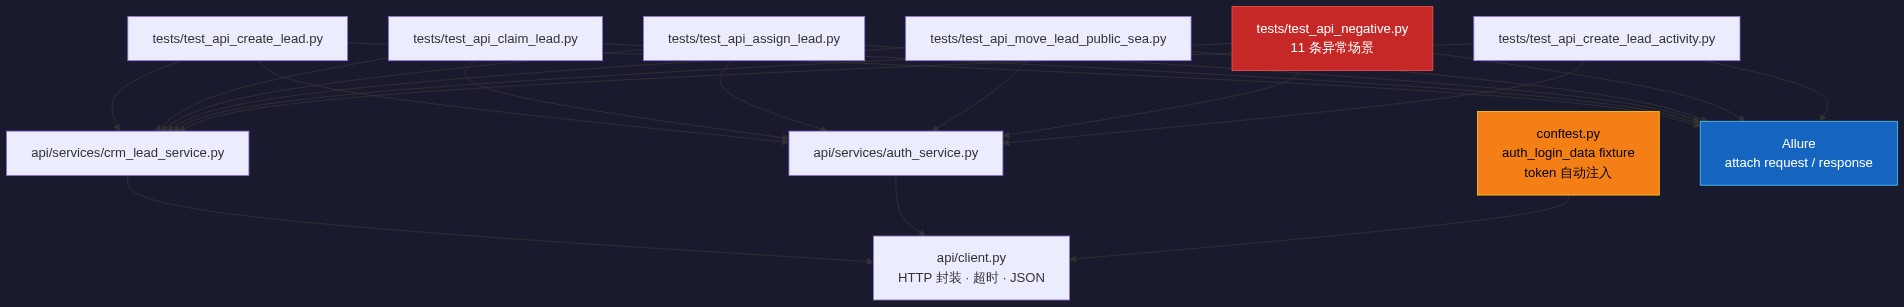 tests/test_api_create_lead.py
tests/test_api_claim_lead.py
tests/test_api_assign_lead.py
tests/test_api_move_lead_public_sea.py
tests/test_api_negative.py
11 条异常场景
tests/test_api_create_lead_activity.py
api/services/crm_lead_service.py
api/services/auth_service.py
conftest.py
auth_login_data fixture
token 自动注入
Allure
attach request / response
api/client.py
HTTP 封装 · 超时 · JSON